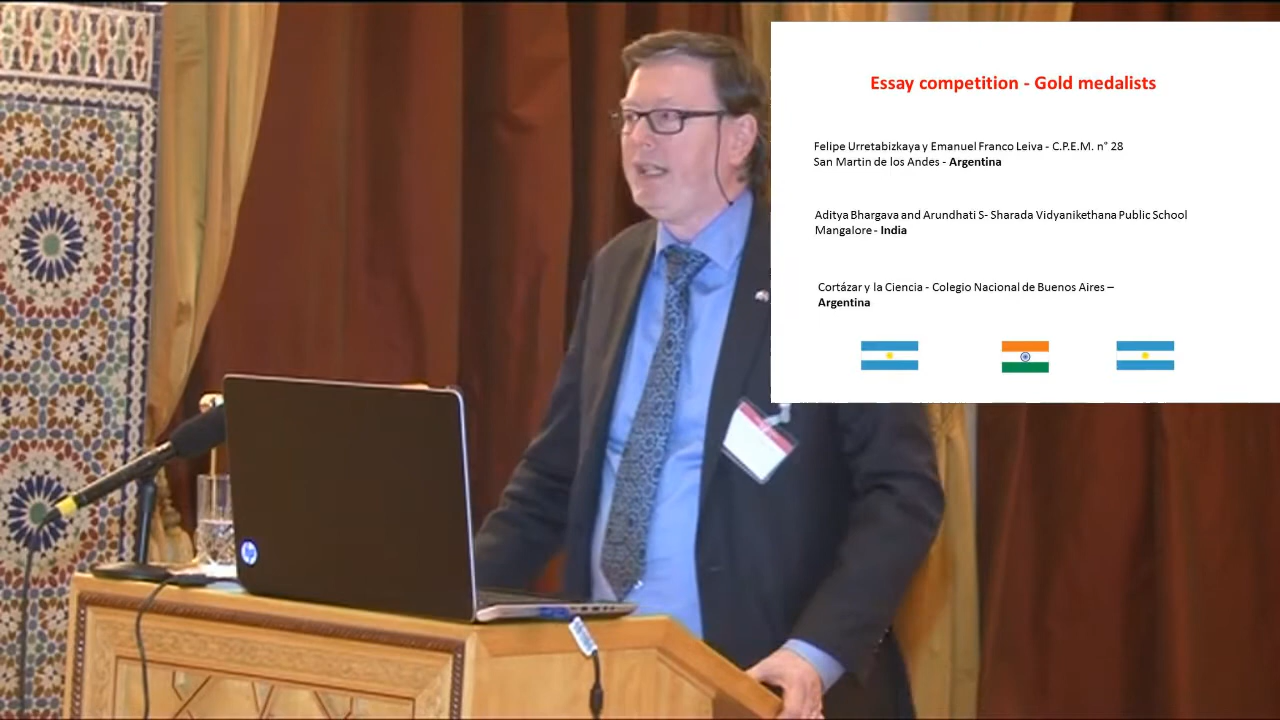 Essay competition - Gold medalists
Felipe Urretabizkaya y Emanuel Franco Leiva - C.P.E.M. n° 28
San Martin de los Andes - Argentina
Aditya Bhargava and Arundhati S- Sharada Vidyanikethana Public School
Mangalore - India
Cortázar y la Ciencia - Colegio Nacional de Buenos Aires –
Argentina
hp